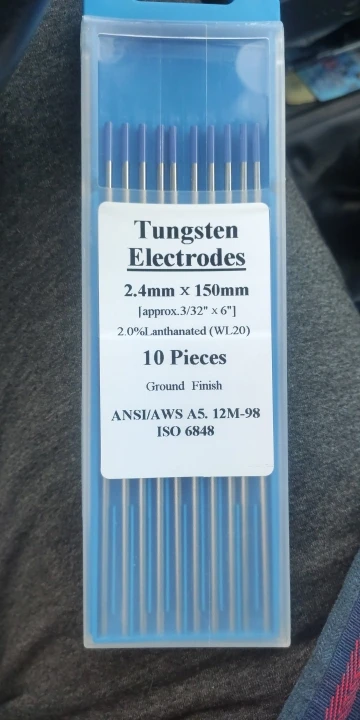 Tungsten
Electrodes
2.4mm x 150mm
[approx.3/32" x 6"]
2.0%Lanthanated (WL20)
10 Pieces
Ground Finish
ANSI/AWS A5. 12M-98
ISO 6848